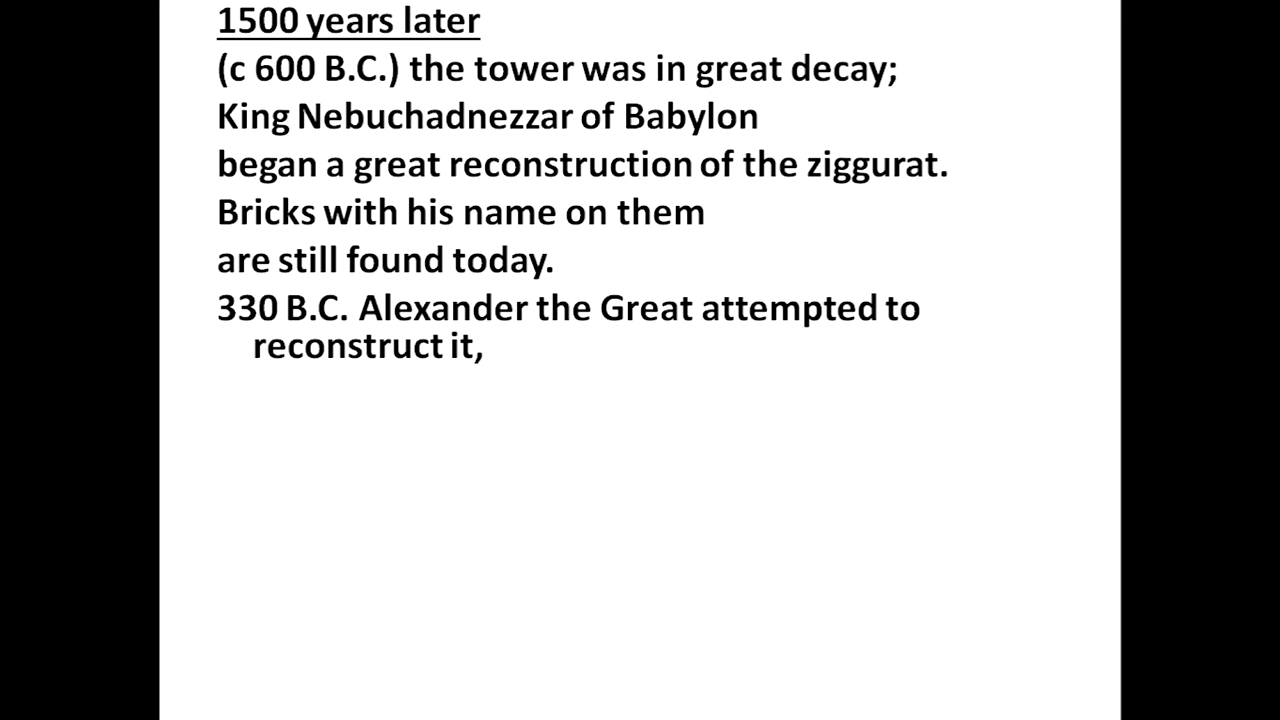 1500 years later
(c 600 B.C.) the tower was in great decay;
King Nebuchadnezzar of Babylon
began a great reconstruction of the ziggurat.
Bricks with his name on them
are still found today.
330 B.C. Alexander the Great attempted to
reconstruct it,